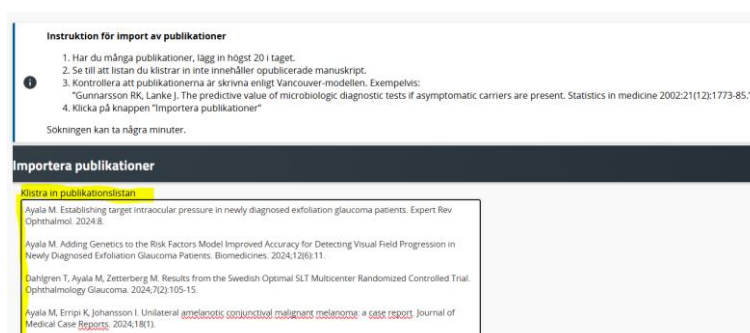 Instruktion för import av publikationer
1. Har du många publikationer, lägg in högst 20 i taget.
2. Se till att listan du klistrar in inte innehåller opublicerade manuskript.
3. Kontrollera att publikationerna är skrivna enligt Vancouver-modellen. Exempelvis:
"Gunnarsson RK, Lanke J. The predictive value of microbiologic diagnostic tests if asymptomatic carriers are present. Statistics in medicine 2002;21(12):1773-85."
4. Klicka på knappen "Importera publikationer"
Sökningen kan ta några minuter.
Importera publikationer
Klistra in publikationslistan
Ayala M. Establishing target intraocular pressure in newly diagnosed exfoliation glaucoma patients. Expert Rev
Ophthalmol. 2024:8.
Ayala M. Adding Genetics to the Risk Factors Model Improved Accuracy for Detecting Visual Field Progression in
Newly Diagnosed Exfoliation Glaucoma Patients. Biomedicines. 2024;12(6):11.
Dahlgren T, Ayala M, Zetterberg M. Results from the Swedish Optimal SLT Multicenter Randomized Controlled Trial.
Ophthalmology Glaucoma. 2024;7(2):105-15.
Ayala M, Erripi K, Johansson I. Unilateral amelanotic conjunctival malignant melanoma: a case report. Journal of
Medical Case Reports. 2024;18(1).